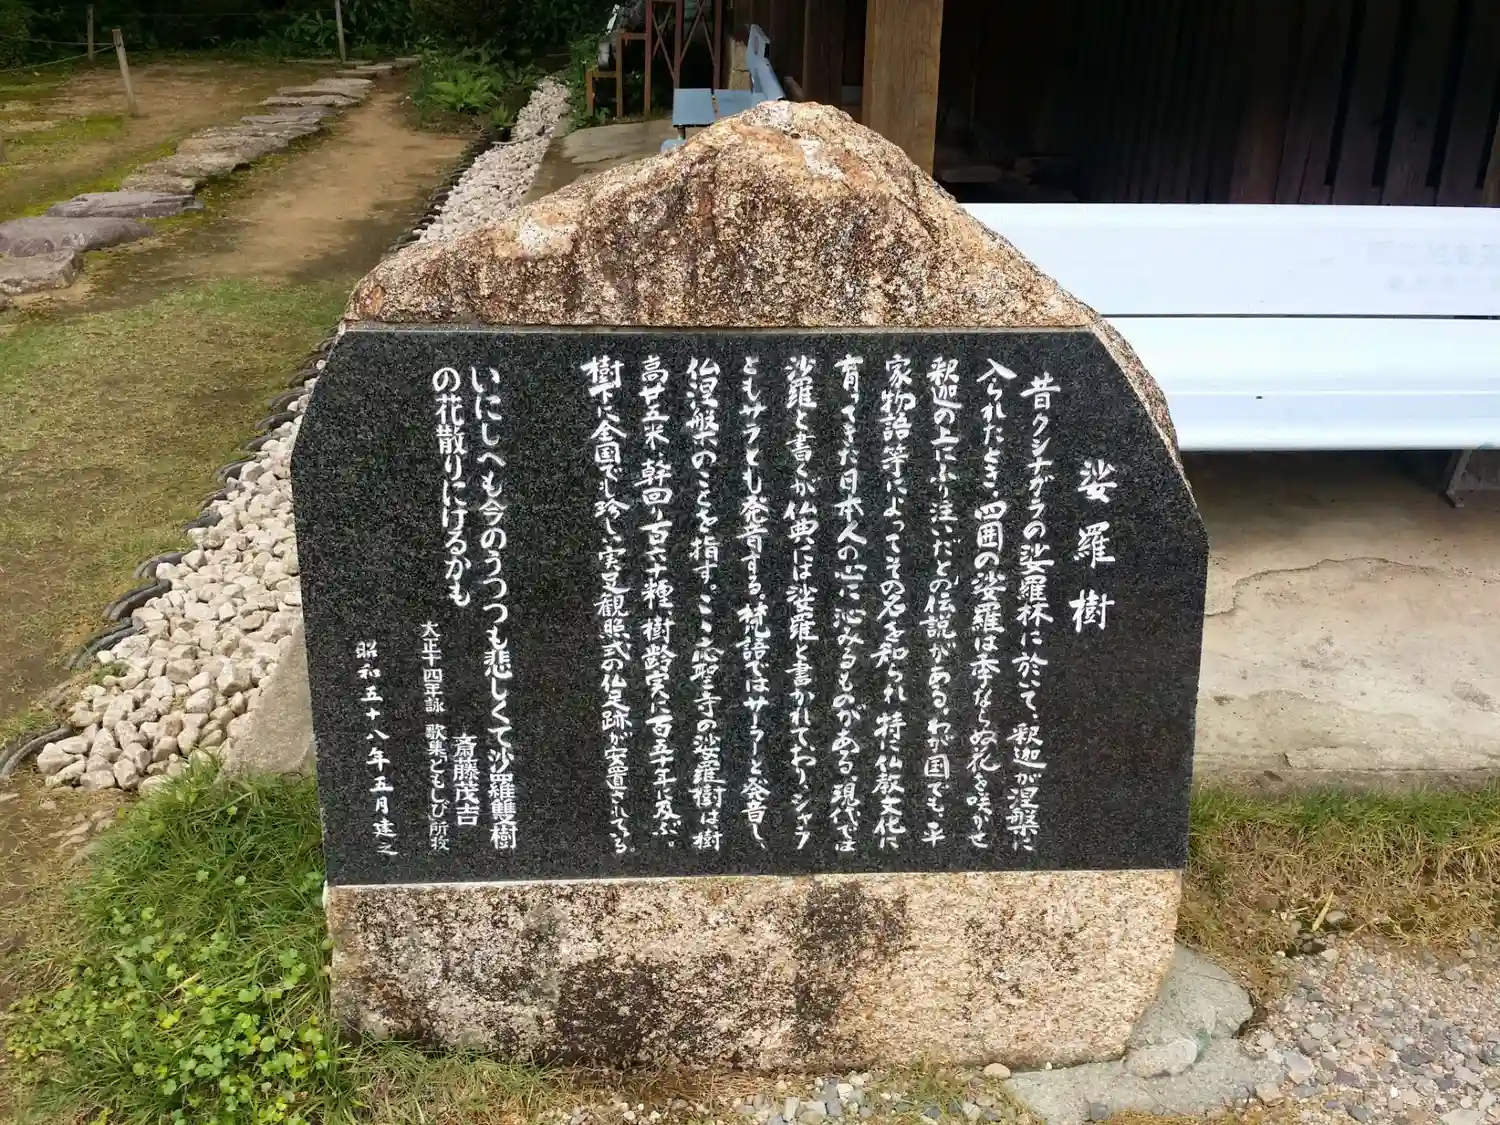 娑羅樹
昔クシナガラの娑羅林に於いて、釈迦が涅槃に
入られたとき、四囲の娑羅は季ならぬ花を咲かせ
釈迦の上にふり注いだとの伝説がある。わが国でも、平
家物語等によってその名を知られ、特に仏教文化に
育ってきた日本人の心に沁みるものがある。現代では
沙羅と書くが仏典には娑羅と書かれており、シャラ
ともサラとも発音する。梵語ではサーラーと発音し、
仏涅槃のことを指す。ここ応聖寺の娑羅樹は樹
高廿五米、幹回り百六十糎、樹齢実に百五十年に及ぶ。
樹下に全国でも珍しい実足観照式の仏足跡が安置されてる。
いにしへも今のうつつも悲しくて沙羅雙樹
の花散りにけるかも
斎藤茂吉
大正十四年詠 歌集「ともしび」所收
昭和五十八年五月建之